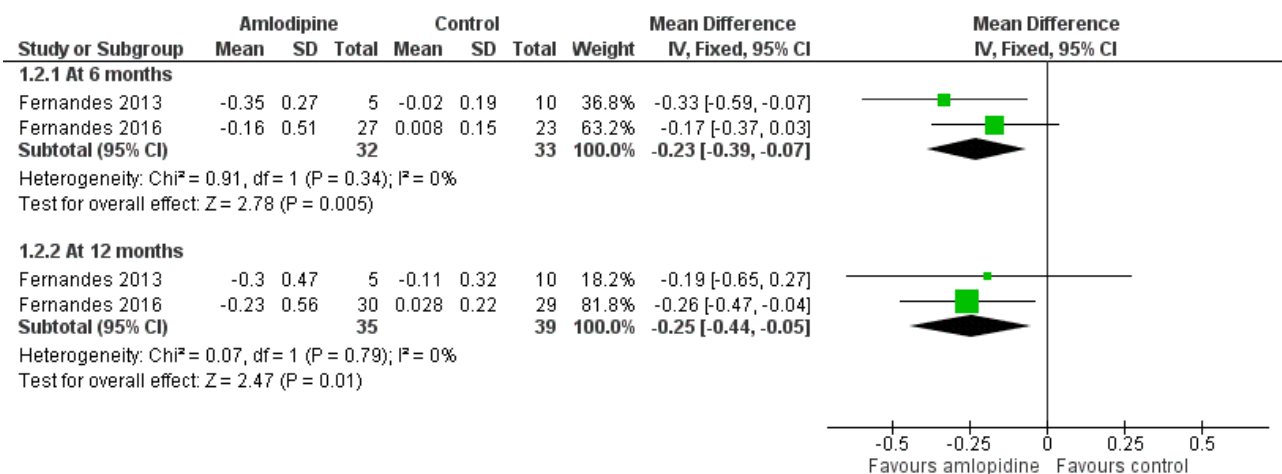 Amlodipine Control Mean Difference Mean Difference
Study or Subgroup Mean SD Total Mean SD Total Weight IV, Fixed, 95% CI IV, Fixed, 95% CI
1.2.1 At 6 months
Fernandes 2013 -0.35 0.27 5 -0.02 0.19 10 36.8% -0.33 [-0.59, -0.07]
Fernandes 2016 -0.16 0.51 27 0.008 0.15 23 63.2% -0.17 [-0.37, 0.03]
Subtotal (95% CI) 32 33 100.0% -0.23 [-0.39, -0.07]
Heterogeneity: Chi² = 0.91, df = 1 (P = 0.34); I² = 0%
Test for overall effect: Z = 2.78 (P = 0.005)
1.2.2 At 12 months
Fernandes 2013 -0.3 0.47 5 -0.11 0.32 10 18.2% -0.19 [-0.65, 0.27]
Fernandes 2016 -0.23 0.56 30 0.028 0.22 29 81.8% -0.26 [-0.47, -0.04]
Subtotal (95% CI) 35 39 100.0% -0.25 [-0.44, -0.05]
Heterogeneity: Chi² = 0.07, df = 1 (P = 0.79); I² = 0%
Test for overall effect: Z = 2.47 (P = 0.01)
-0.5 -0.25 0 0.25 0.5
Favours amlopidine Favours control